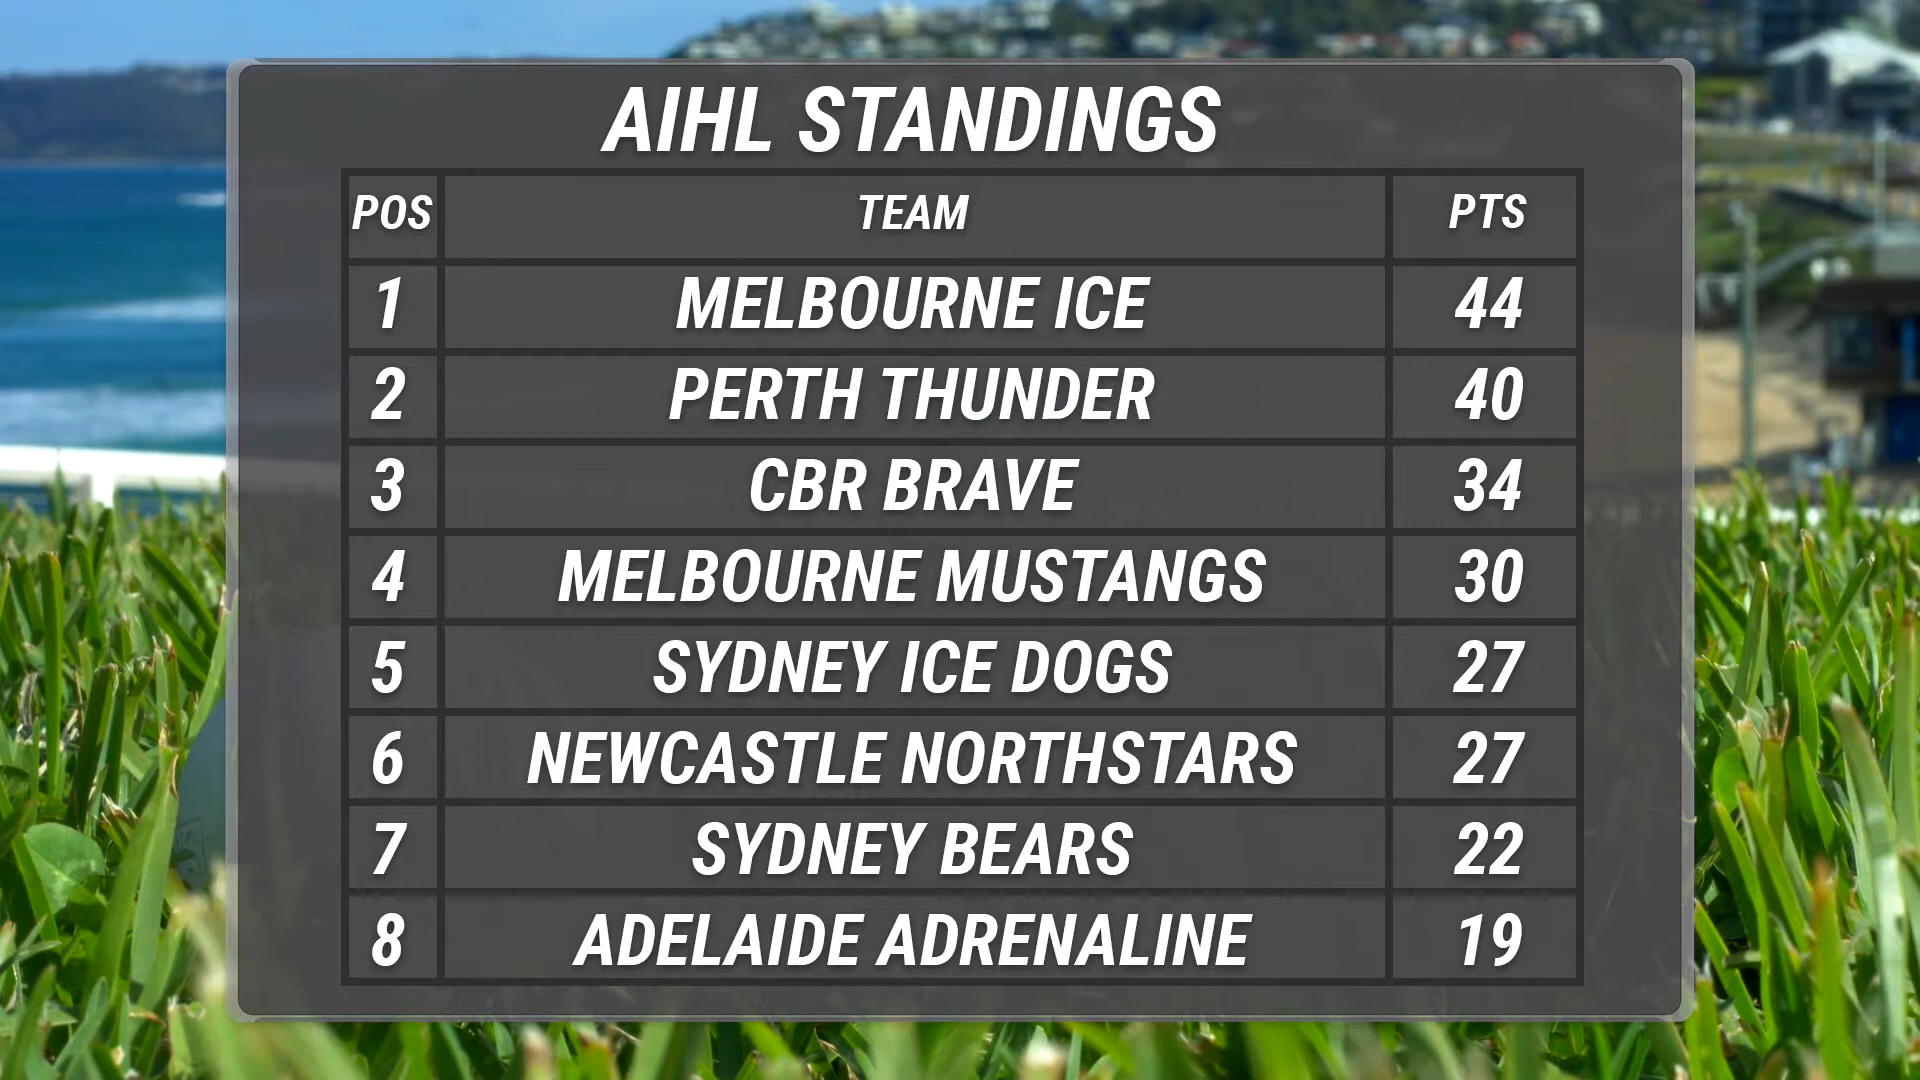 AIHL STANDINGS
POS TEAM PTS
1 MELBOURNE ICE 44
2 PERTH THUNDER 40
3 CBR BRAVE 34
4 MELBOURNE MUSTANGS 30
5 SYDNEY ICE DOGS 27
6 NEWCASTLE NORTHSTARS 27
7 SYDNEY BEARS 22
8 ADELAIDE ADRENALINE 19